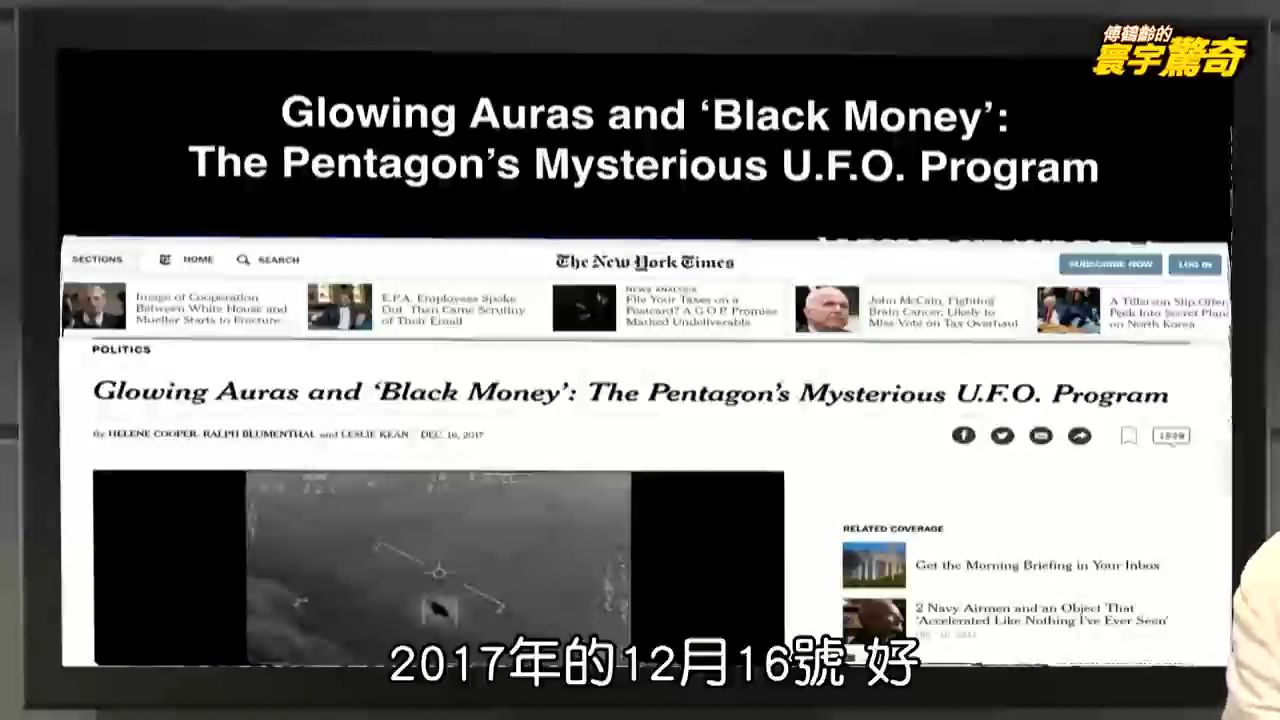 傅鶴齡的
寰宇驚奇
Glowing Auras and ‘Black Money’:
The Pentagon’s Mysterious U.F.O. Program
SECTIONS HOME SEARCH The New York Times SUBSCRIBE NOW LOG IN
Image of Cooperation
Between White House and
Mueller Starts to Fracture
E.P.A. Employees Spoke
Out. Then Came Scrutiny
of Their Email
NEWS ANALYSIS
File Your Taxes on a
Postcard? A G.O.P. Promise
Marked Undeliverable
John McCain, Fighting
Brain Cancer, Likely to
Miss Vote on Tax Overhaul
A Tillerson Slip Offers
Peek Into Secret Plan
on North Korea
POLITICS
Glowing Auras and ‘Black Money’: The Pentagon’s Mysterious U.F.O. Program
By HELENE COOPER, RALPH BLUMENTHAL and LESLIE KEAN DEC. 16, 2017
RELATED COVERAGE
Get the Morning Briefing in Your Inbox
2 Navy Airmen and an Object That
‘Accelerated Like Nothing I’ve Ever Seen’
2017年的12月16號 好